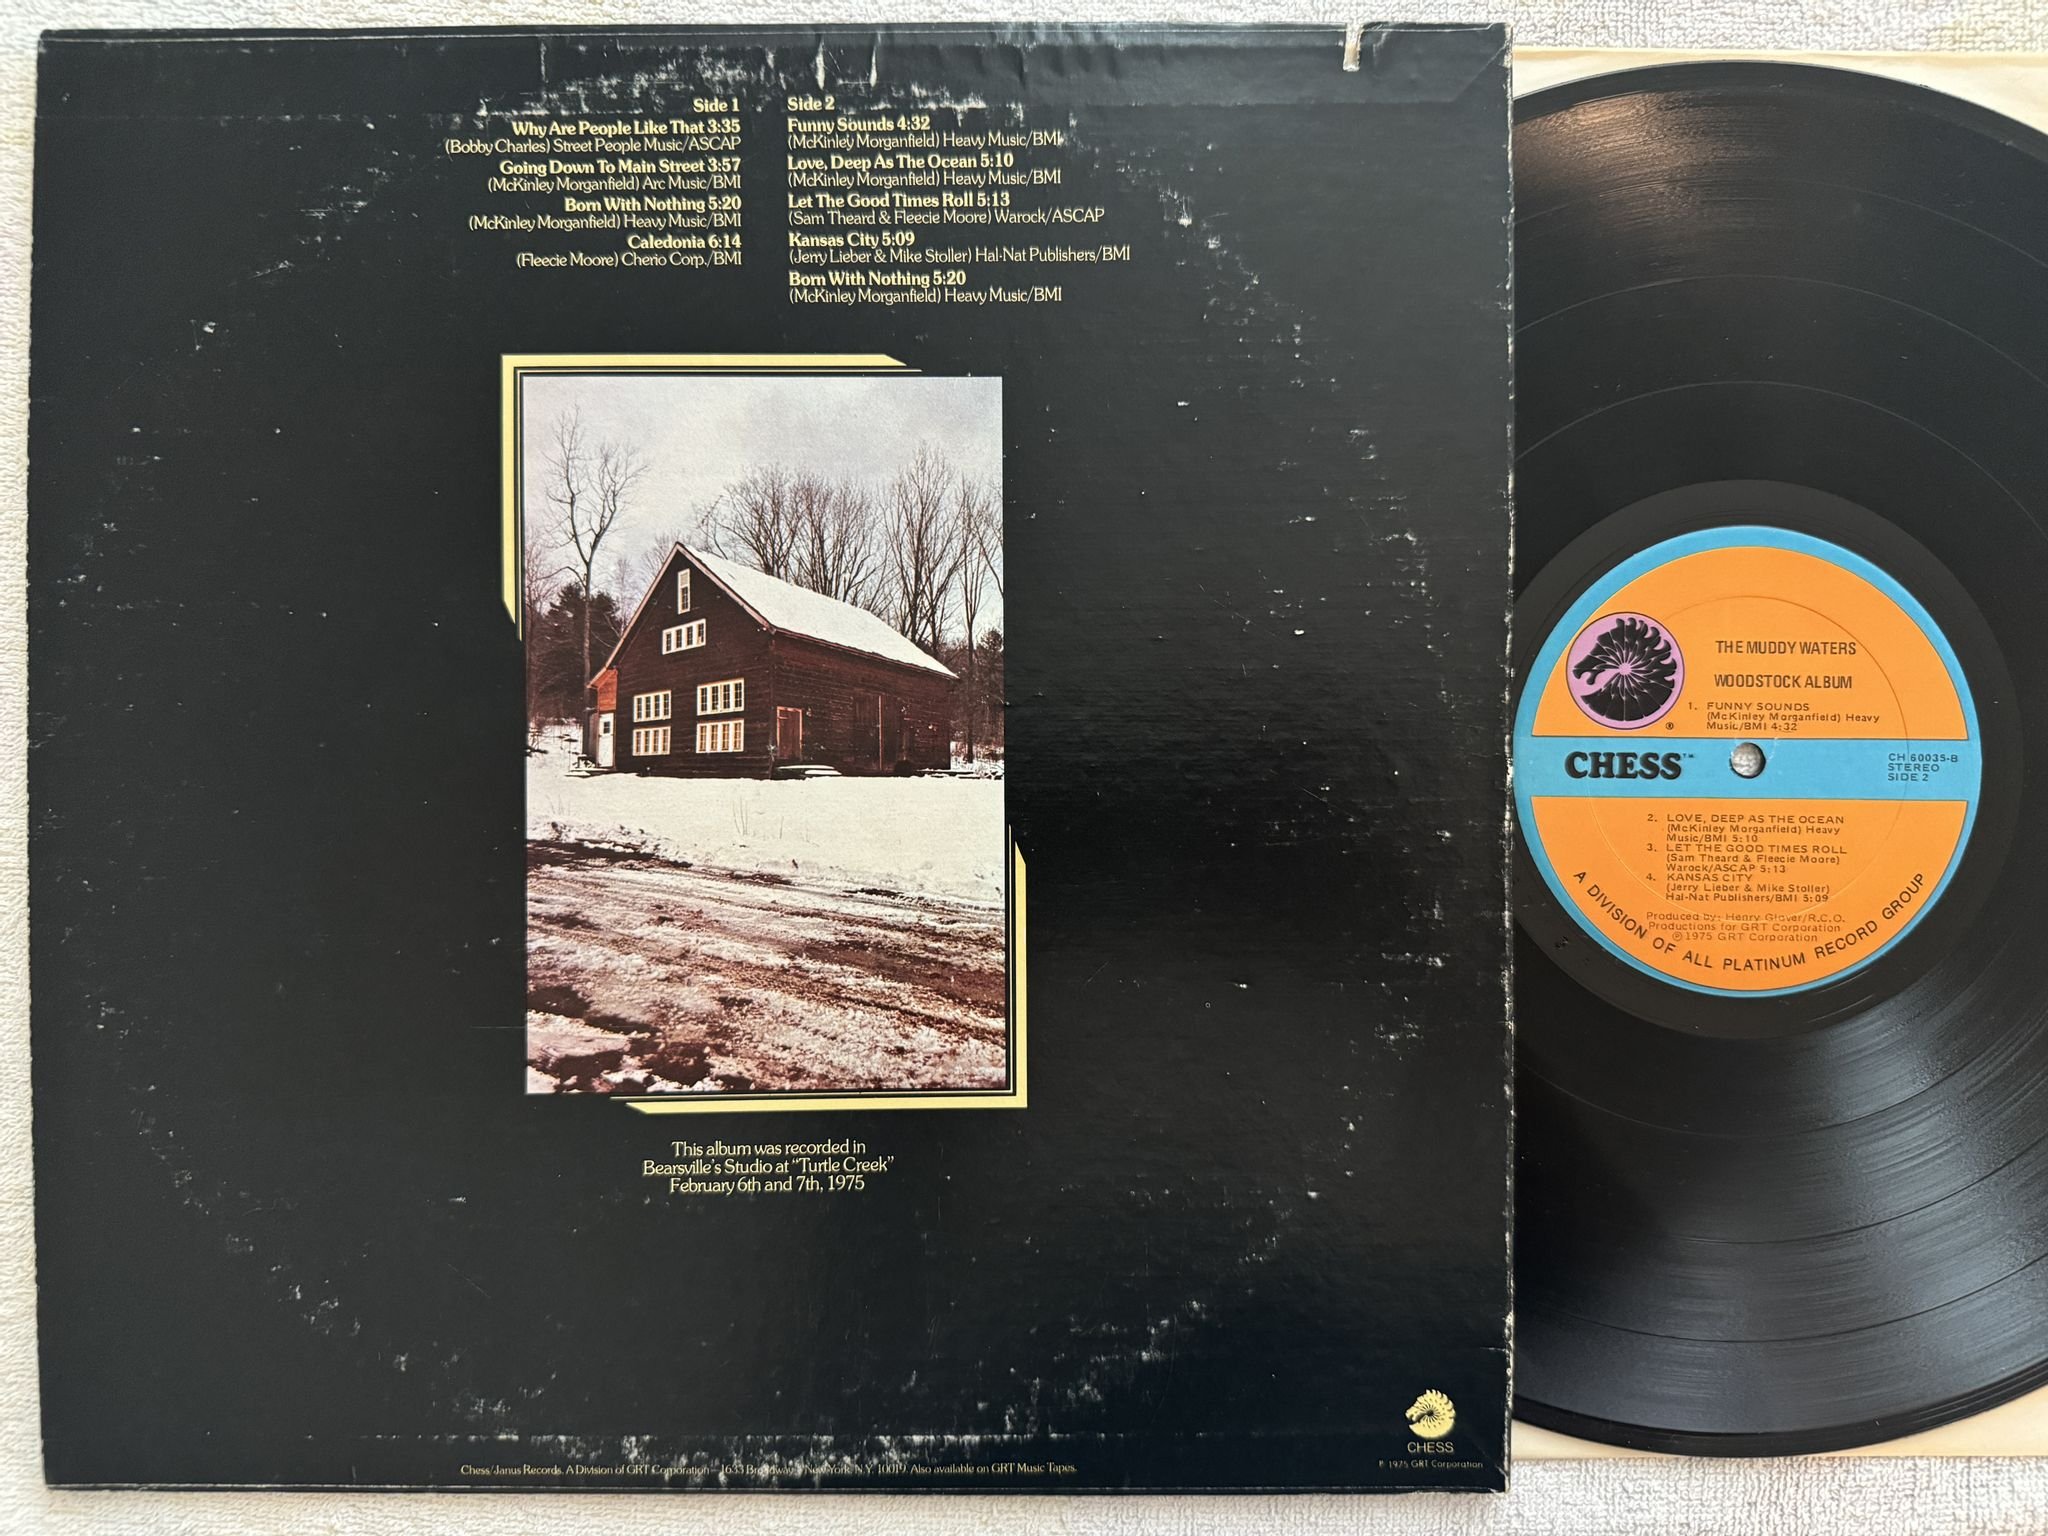 Side 1
Why Are People Like That 3:35
(Bobby Charles) Street People Music/ASCAP
Going Down To Main Street 3:57
(McKinley Morganfield) Arc Music/BMI
Born With Nothing 5:20
(McKinley Morganfield) Heavy Music/BMI
Caledonia 6:14
(Fleecie Moore) Cherio Corp./BMI
Side 2
Funny Sounds 4:32
(McKinley Morganfield) Heavy Music/BMI
Love, Deep As The Ocean 5:10
(McKinley Morganfield) Heavy Music/BMI
Let The Good Times Roll 5:13
(Sam Theard & Fleecie Moore) Warock/ASCAP
Kansas City 5:09
(Jerry Lieber & Mike Stoller) Hal-Nat Publishers/BMI
Born With Nothing 5:20
(McKinley Morganfield) Heavy Music/BMI
This album was recorded in
Bearsville's Studio at "Turtle Creek"
February 6th and 7th, 1975
Chess/Janus Records. A Division of GRT Corporation – 1633 Broadway, New York, N.Y. 10019. Also available on GRT Music Tapes.
CHESS
℗ 1975 GRT Corporation
THE MUDDY WATERS
WOODSTOCK ALBUM
1. FUNNY SOUNDS
(McKinley Morganfield) Heavy
Music/BMI 4:32
®
CHESS™
CH 60035-B
STEREO
SIDE 2
2. LOVE, DEEP AS THE OCEAN
(McKinley Morganfield) Heavy
Music/BMI 5:10
3. LET THE GOOD TIMES ROLL
(Sam Theard & Fleecie Moore)
Warock/ASCAP 5:13
4. KANSAS CITY
(Jerry Lieber & Mike Stoller)
Hal-Nat Publishers/BMI 5:09
Produced by: Henry Glover/R.C.O.
Productions for GRT Corporation
℗ 1975 GRT Corporation
A DIVISION OF ALL PLATINUM RECORD GROUP